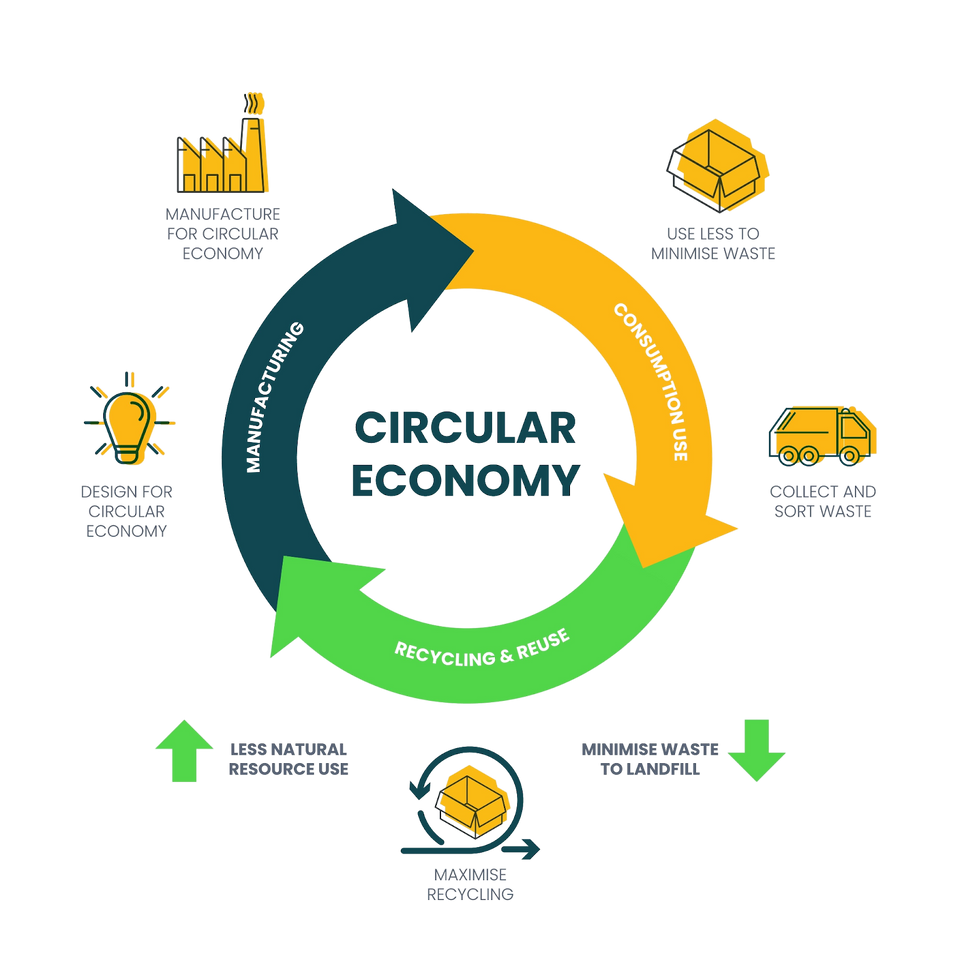 MANUFACTURE
FOR CIRCULAR
ECONOMY
USE LESS TO
MINIMISE WASTE
MANUFACTURING
CONSUMPTION USE
CIRCULAR
ECONOMY
DESIGN FOR
CIRCULAR
ECONOMY
COLLECT AND
SORT WASTE
RECYCLING & REUSE
LESS NATURAL
RESOURCE USE
MINIMISE WASTE
TO LANDFILL
MAXIMISE
RECYCLING